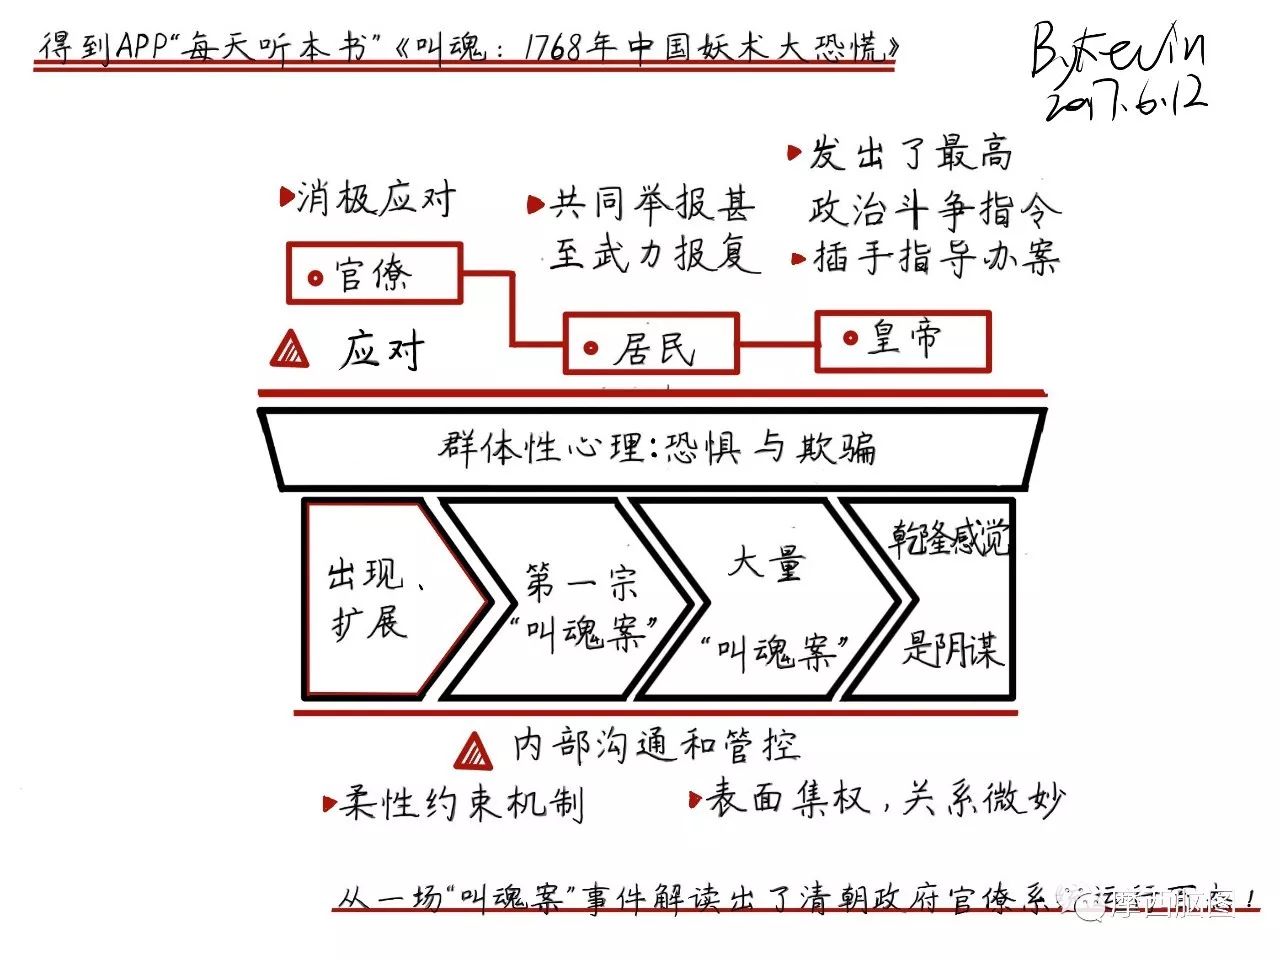 得到APP“每天听本书”《叫魂：1768年中国妖术大恐慌》
By Kevin
2017.6.12
消极应对
共同举报甚
至武力报复
发出了最高
政治斗争指令
插手指导办案
官僚
居民
皇帝
应对
群体性心理:恐惧与欺骗
出现、
扩展
第一宗
“叫魂案”
大量
“叫魂案”
乾隆感觉
是阴谋
内部沟通和管控
柔性约束机制
表面集权,关系微妙
从一场“叫魂案”事件解读出了清朝政府官僚系!
摩西脑图